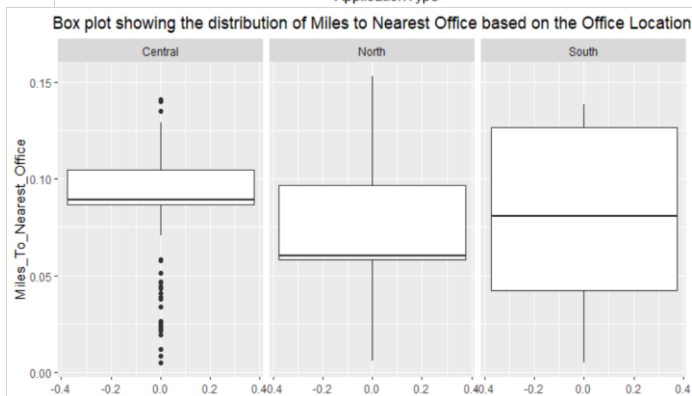 ApplicationType
Box plot showing the distribution of Miles to Nearest Office based on the Office Location
Central North South
Miles_To_Nearest_Office
0.15
0.10
0.05
0.00
-0.4 -0.2 0.0 0.2 0.4 -0.4 -0.2 0.0 0.2 0.4 -0.4 -0.2 0.0 0.2 0.4